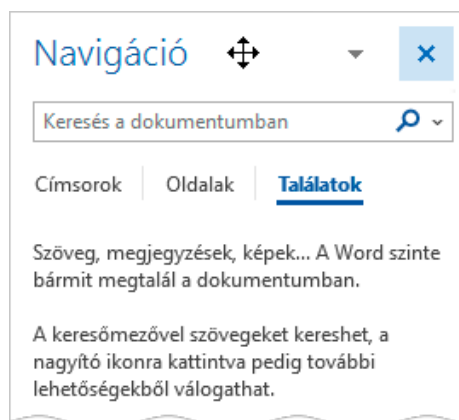 Navigáció
Keresés a dokumentumban
Címsorok Oldalak Találatok
Szöveg, megjegyzések, képek... A Word szinte
bármit megtalál a dokumentumban.
A keresőmezővel szövegeket kereshet, a
nagyító ikonra kattintva pedig további
lehetőségekből válogathat.